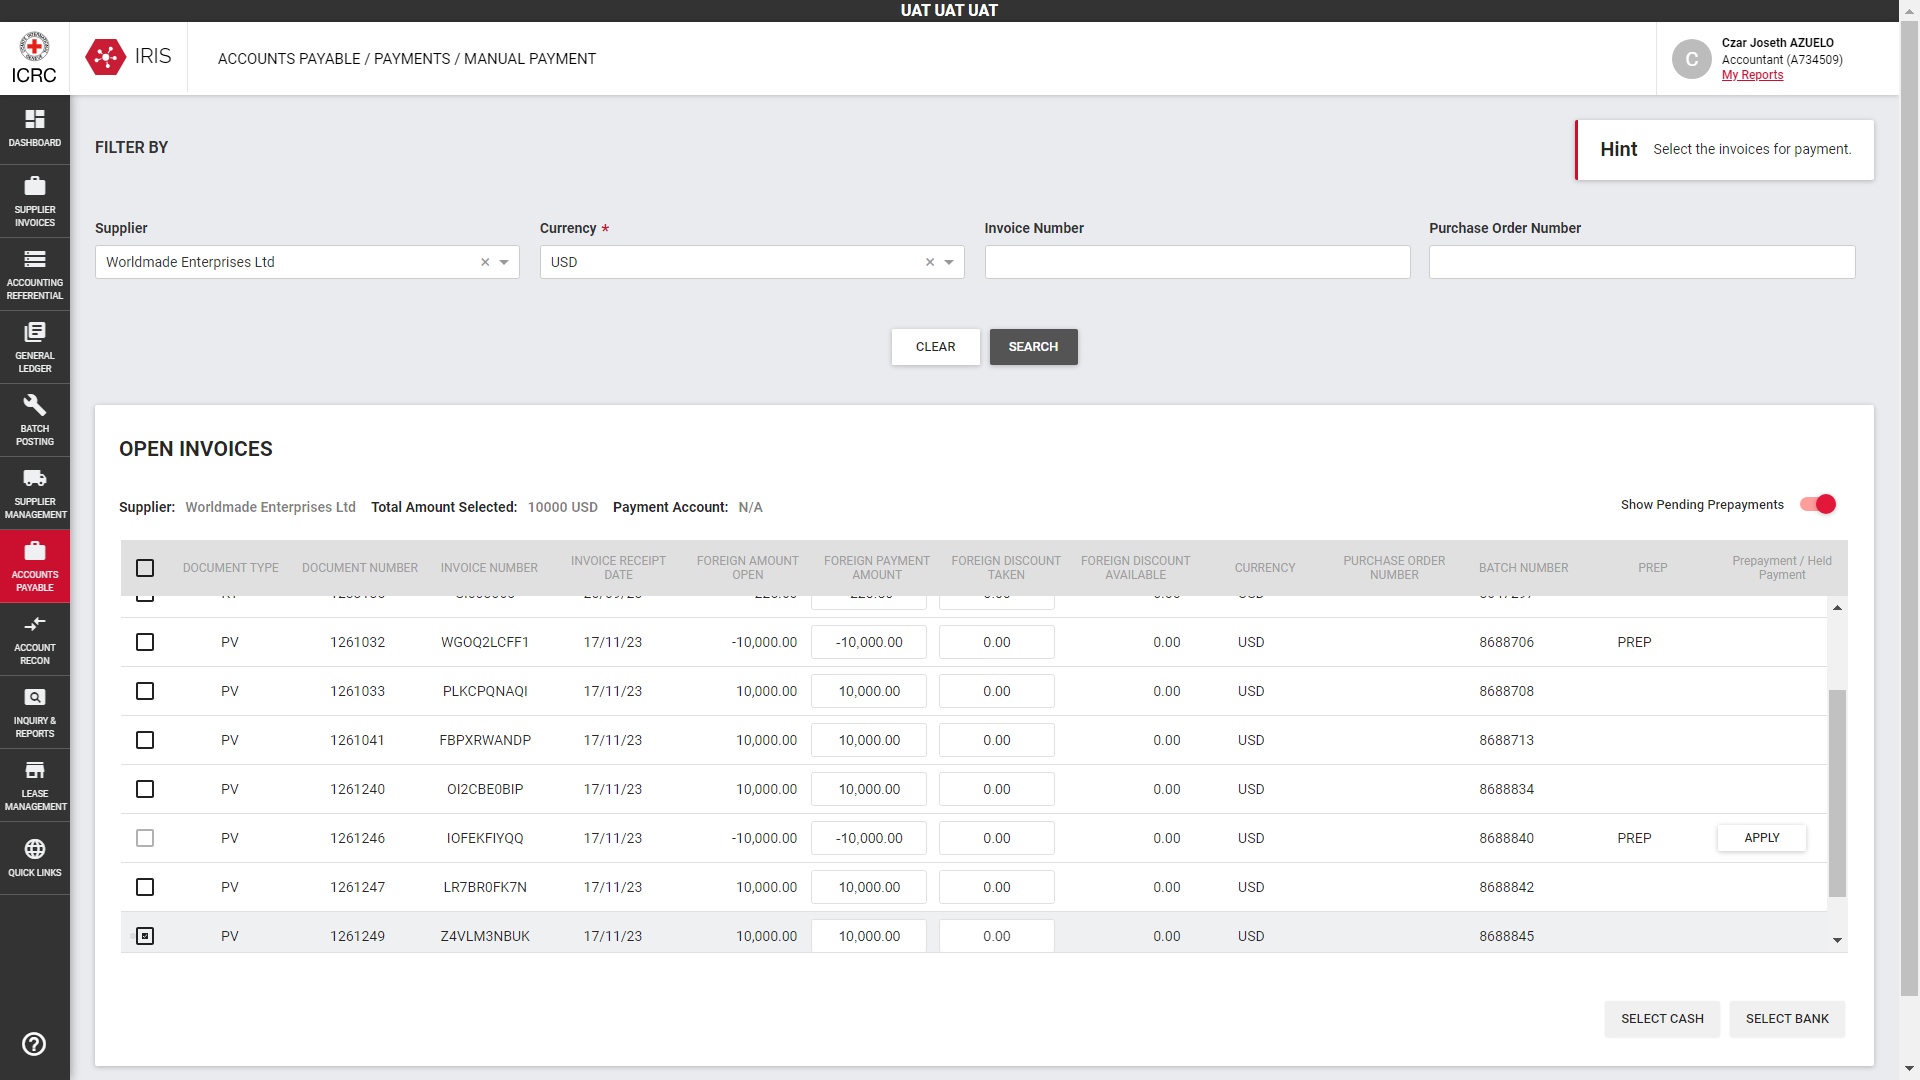 UAT UAT UAT
ICRC
IRIS
ACCOUNTS PAYABLE / PAYMENTS / MANUAL PAYMENT
C
Czar Joseth AZUELO
Accountant (A734509)
My Reports
DASHBOARD
SUPPLIER
INVOICES
ACCOUNTING
REFERENTIAL
GENERAL
LEDGER
BATCH
POSTING
SUPPLIER
MANAGEMENT
ACCOUNTS
PAYABLE
ACCOUNT
RECON
INQUIRY &
REPORTS
LEASE
MANAGEMENT
QUICK LINKS
FILTER BY
Hint Select the invoices for payment.
Supplier Currency * Invoice Number Purchase Order Number
Worldmade Enterprises Ltd USD
CLEAR SEARCH
OPEN INVOICES
Supplier: Worldmade Enterprises Ltd Total Amount Selected: 10000 USD Payment Account: N/A
Show Pending Prepayments
DOCUMENT TYPE DOCUMENT NUMBER INVOICE NUMBER INVOICE RECEIPT DATE FOREIGN AMOUNT OPEN FOREIGN PAYMENT AMOUNT FOREIGN DISCOUNT TAKEN FOREIGN DISCOUNT AVAILABLE CURRENCY PURCHASE ORDER NUMBER BATCH NUMBER PREP Prepayment / Held Payment
PV 1261032 WGOQ2LCFF1 17/11/23 -10,000.00 -10,000.00 0.00 0.00 USD 8688706 PREP
PV 1261033 PLKCPQNAQI 17/11/23 10,000.00 10,000.00 0.00 0.00 USD 8688708
PV 1261041 FBPXRWANDP 17/11/23 10,000.00 10,000.00 0.00 0.00 USD 8688713
PV 1261240 OI2CBE0BIP 17/11/23 10,000.00 10,000.00 0.00 0.00 USD 8688834
PV 1261246 IOFEKFIYQQ 17/11/23 -10,000.00 -10,000.00 0.00 0.00 USD 8688840 PREP APPLY
PV 1261247 LR7BR0FK7N 17/11/23 10,000.00 10,000.00 0.00 0.00 USD 8688842
PV 1261249 Z4VLM3NBUK 17/11/23 10,000.00 10,000.00 0.00 0.00 USD 8688845
SELECT CASH SELECT BANK